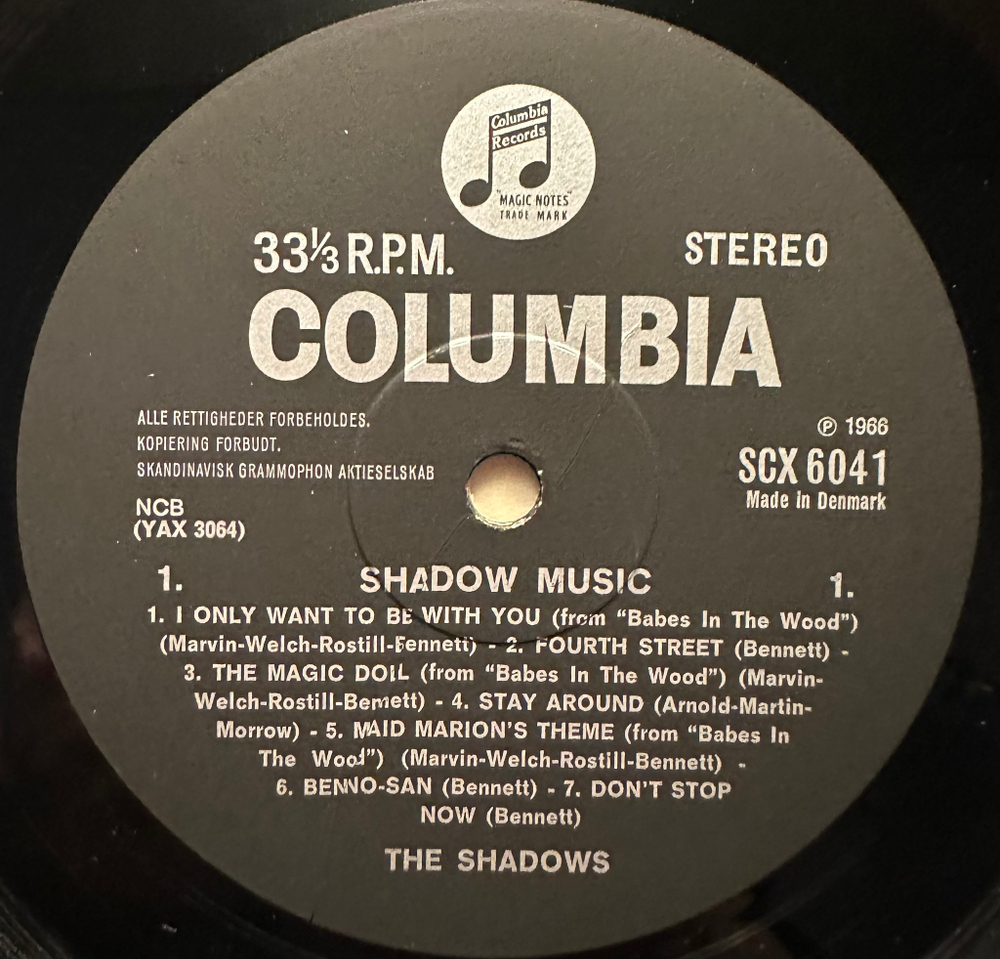 Columbia
Records
"MAGIC NOTES"
TRADE MARK
33⅓ R.P.M.
STEREO
COLUMBIA
ALLE RETTIGHEDER FORBEHOLDES.
KOPIERING FORBUDT.
SKANDINAVISK GRAMMOPHON AKTIESELSKAB
℗ 1966
SCX 6041
Made in Denmark
NCB
(YAX 3064)
1. SHADOW MUSIC 1.
1. I ONLY WANT TO BE WITH YOU (from “Babes In The Wood”)
(Marvin-Welch-Rostill-Bennett) - 2. FOURTH STREET (Bennett) -
3. THE MAGIC DOLL (from “Babes In The Wood”) (Marvin-
Welch-Rostill-Bennett) - 4. STAY AROUND (Arnold-Martin-
Morrow) - 5. MAID MARION'S THEME (from “Babes In
The Wood”) (Marvin-Welch-Rostill-Bennett) -
6. BENNO-SAN (Bennett) - 7. DON'T STOP
NOW (Bennett)
THE SHADOWS